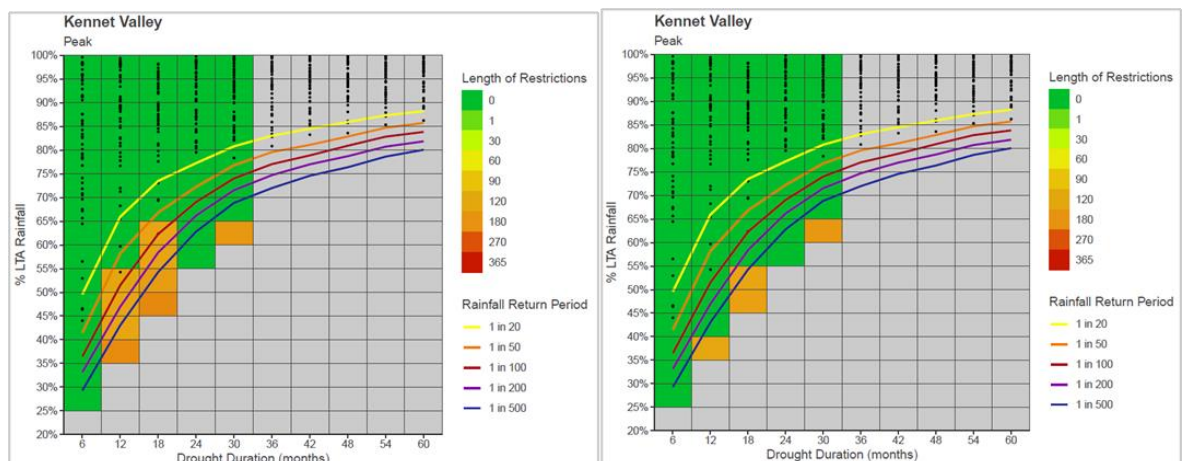 Kennet Valley
Peak
% LTA Rainfall
100%
95%
90%
85%
80%
75%
70%
65%
60%
55%
50%
45%
40%
35%
30%
25%
20%
6 12 18 24 30 36 42 48 54 60
Drought Duration (months)
Length of Restrictions
0
1
30
60
90
120
180
270
365
Rainfall Return Period
1 in 20
1 in 50
1 in 100
1 in 200
1 in 500
Kennet Valley
Peak
% LTA Rainfall
100%
95%
90%
85%
80%
75%
70%
65%
60%
55%
50%
45%
40%
35%
30%
25%
20%
6 12 18 24 30 36 42 48 54 60
Drought Duration (months)
Length of Restrictions
0
1
30
60
90
120
180
270
365
Rainfall Return Period
1 in 20
1 in 50
1 in 100
1 in 200
1 in 500